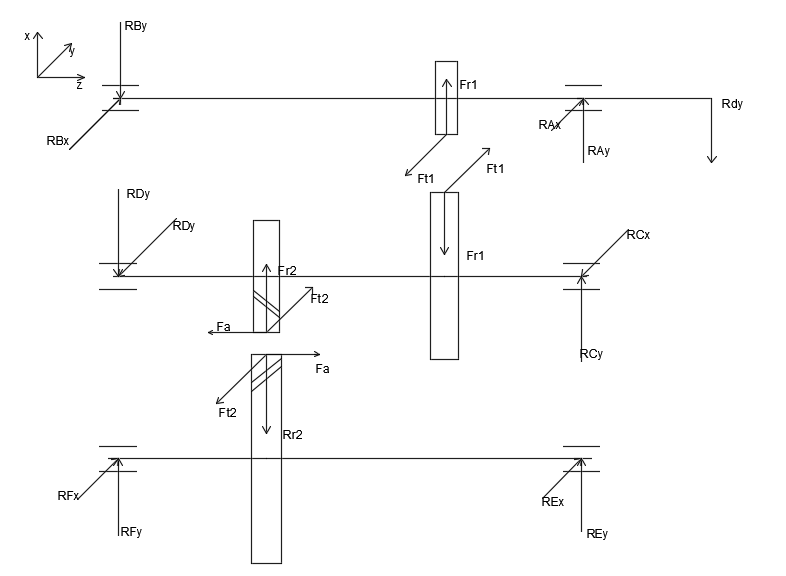 RBy
x
y
z
RBx
Fr1
Rdy
RAx
RAy
Ft1
Ft1
RDy
RDy
RCx
Fr1
Fr2
Ft2
Fa
RCy
Fa
Ft2
Rr2
RFx
REx
RFy
REy